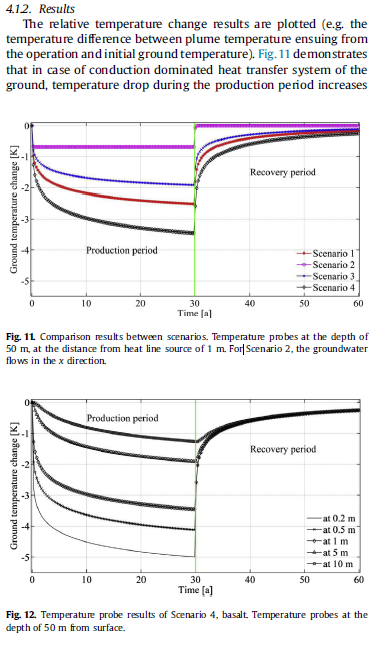 4.1.2. Results
The relative temperature change results are plotted (e.g. the
temperature difference between plume temperature ensuing from
the operation and initial ground temperature). Fig. 11 demonstrates
that in case of conduction dominated heat transfer system of the
ground, temperature drop during the production period increases
0
-1
-2
-3
-4
-5
Ground temperature change [K]
Production period
Recovery period
Scenario 1
Scenario 2
Scenario 3
Scenario 4
0 10 20 30 40 50 60
Time [a]
Fig. 11. Comparison results between scenarios. Temperature probes at the depth of
50 m, at the distance from heat line source of 1 m. For Scenario 2, the groundwater
flows in the x direction.
0
-1
-2
-3
-4
-5
Ground temperature change [K]
Production period
Recovery period
at 0.2 m
at 0.5 m
at 1 m
at 5 m
at 10 m
0 10 20 30 40 50 60
Time [a]
Fig. 12. Temperature probe results of Scenario 4, basalt. Temperature probes at the
depth of 50 m from surface.